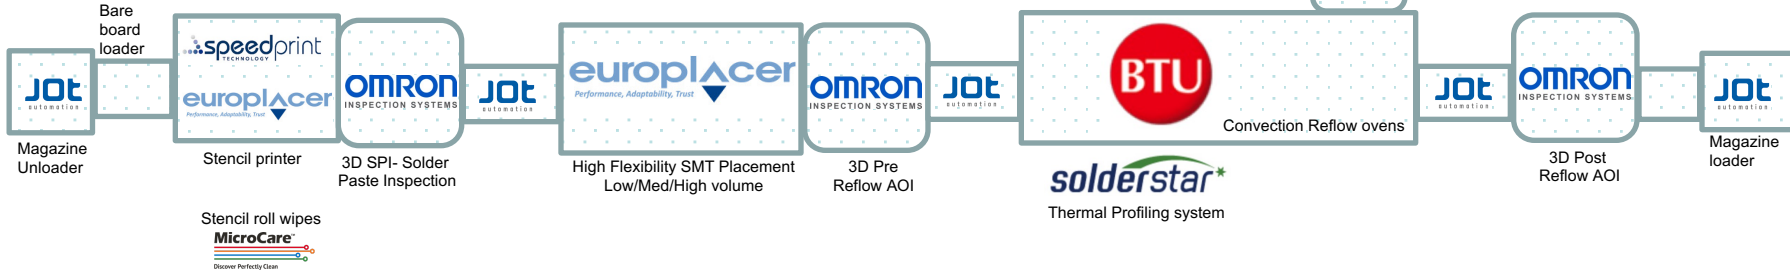 Bare
board
loader
JOt
automation
Magazine
Unloader
speedprint
TECHNOLOGY
europlacer
Performance, Adaptability, Trust
Stencil printer
Stencil roll wipes
MicroCare™
Discover Perfectly Clean
OMRON
INSPECTION SYSTEMS
3D SPI- Solder
Paste Inspection
JOt
automation
europlacer
Performance, Adaptability, Trust
High Flexibility SMT Placement
Low/Med/High volume
OMRON
INSPECTION SYSTEMS
3D Pre
Reflow AOI
JOt
automation
BTU
Convection Reflow ovens
solderstar
Thermal Profiling system
JOt
automation
OMRON
INSPECTION SYSTEMS
3D Post
Reflow AOI
JOt
automation
Magazine
loader